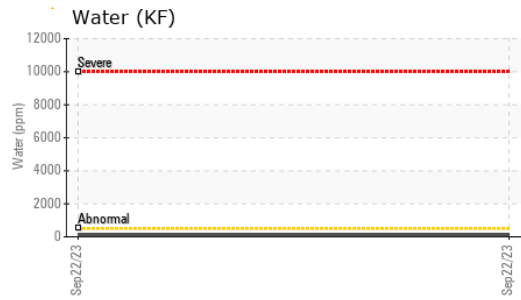 Water (KF)
12000
10000
8000
6000
4000
2000
0
Water (ppm)
Severe
Abnormal
Sep22/23
Sep22/23